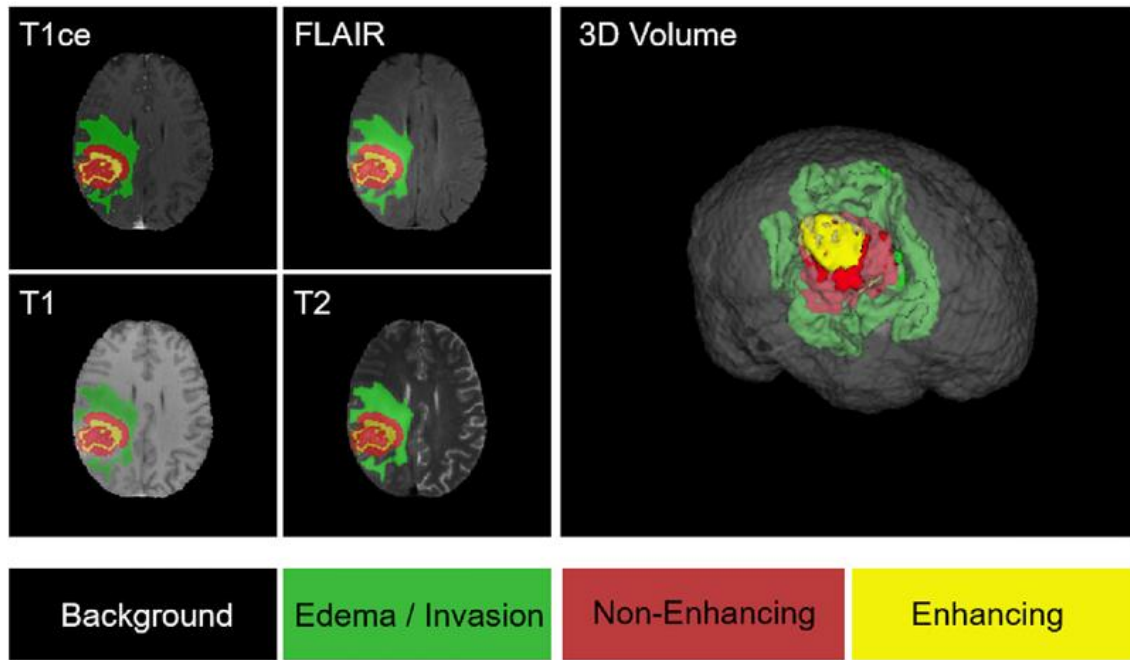 T1ce
FLAIR
3D Volume
T1
T2
Background
Edema / Invasion
Non-Enhancing
Enhancing